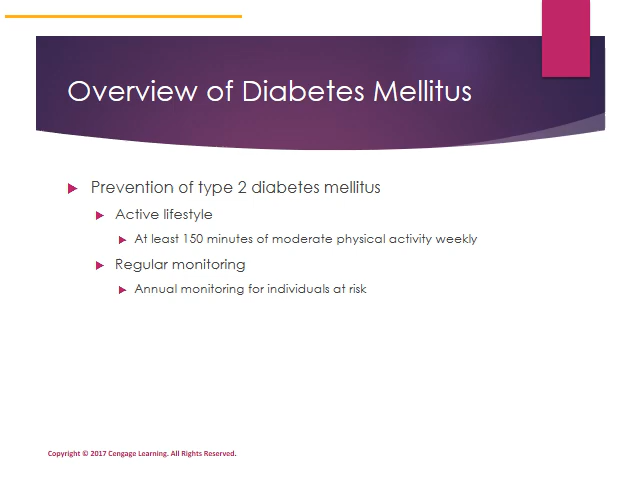 Overview of Diabetes Mellitus
Prevention of type 2 diabetes mellitus
Active lifestyle
At least 150 minutes of moderate physical activity weekly
Regular monitoring
Annual monitoring for individuals at risk
Copyright © 2017 Cengage Learning. All Rights Reserved.